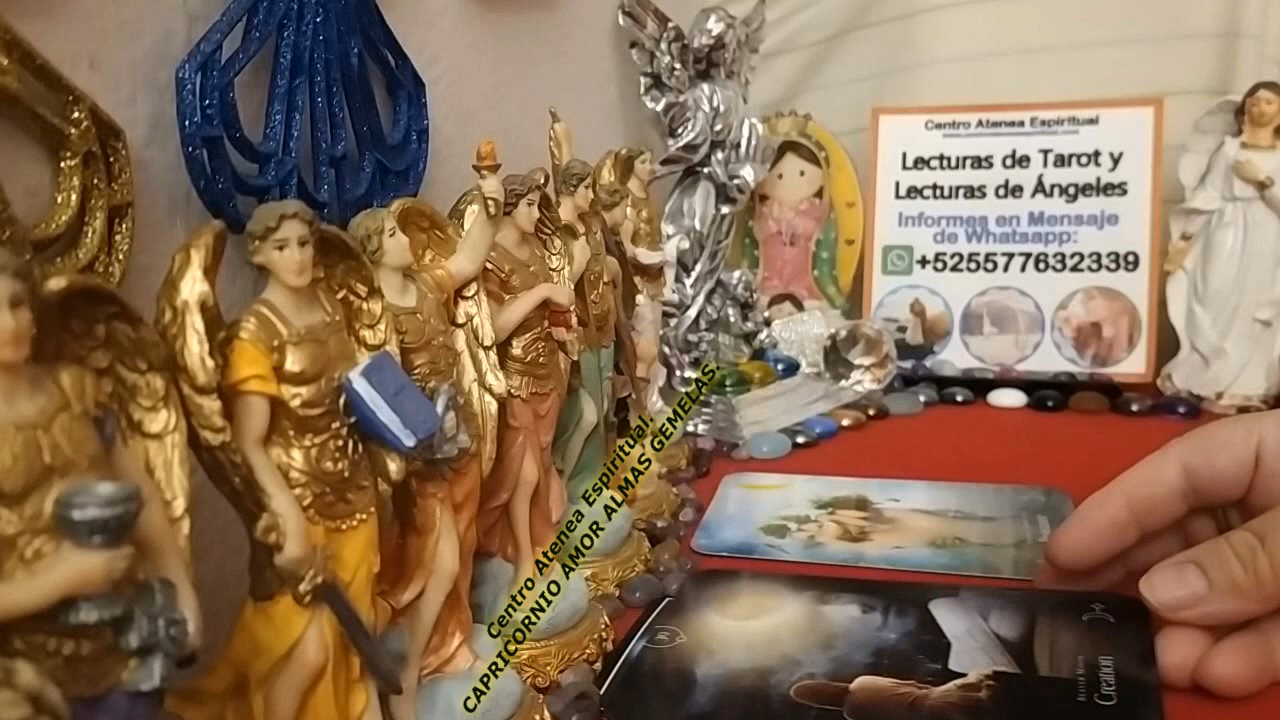 Centro Atenea Espiritual
Lecturas de Tarot y
Lecturas de Ángeles
Informes en Mensaje
de Whatsapp:
+525577632339
Centro Atenea Espiritual.
CAPRICORNIO AMOR ALMAS GEMELAS.
Creation